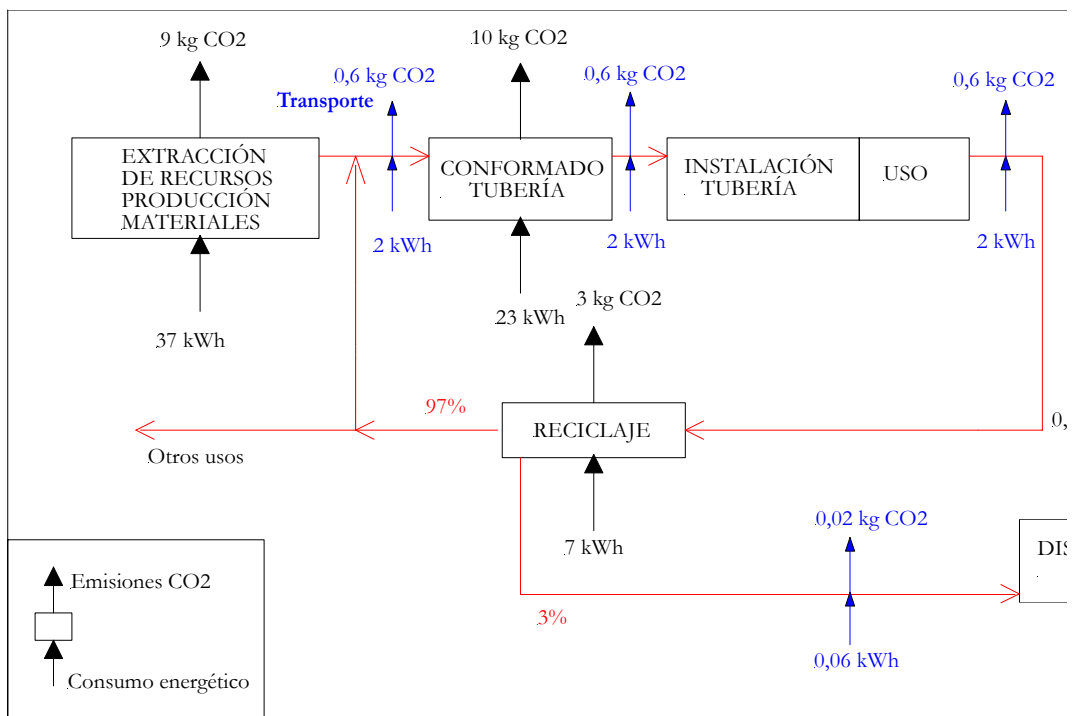 9 kg CO2
10 kg CO2
0,6 kg CO2
0,6 kg CO2
0,6 kg CO2
Transporte
EXTRACCIÓN
DE RECURSOS
PRODUCCIÓN
MATERIALES
CONFORMADO
TUBERÍA
INSTALACIÓN
TUBERÍA
USO
2 kWh
2 kWh
2 kWh
37 kWh
23 kWh
3 kg CO2
97%
RECICLAJE
0,
Otros usos
7 kWh
0,02 kg CO2
DIS
3%
0,06 kWh
Emisiones CO2
Consumo energético